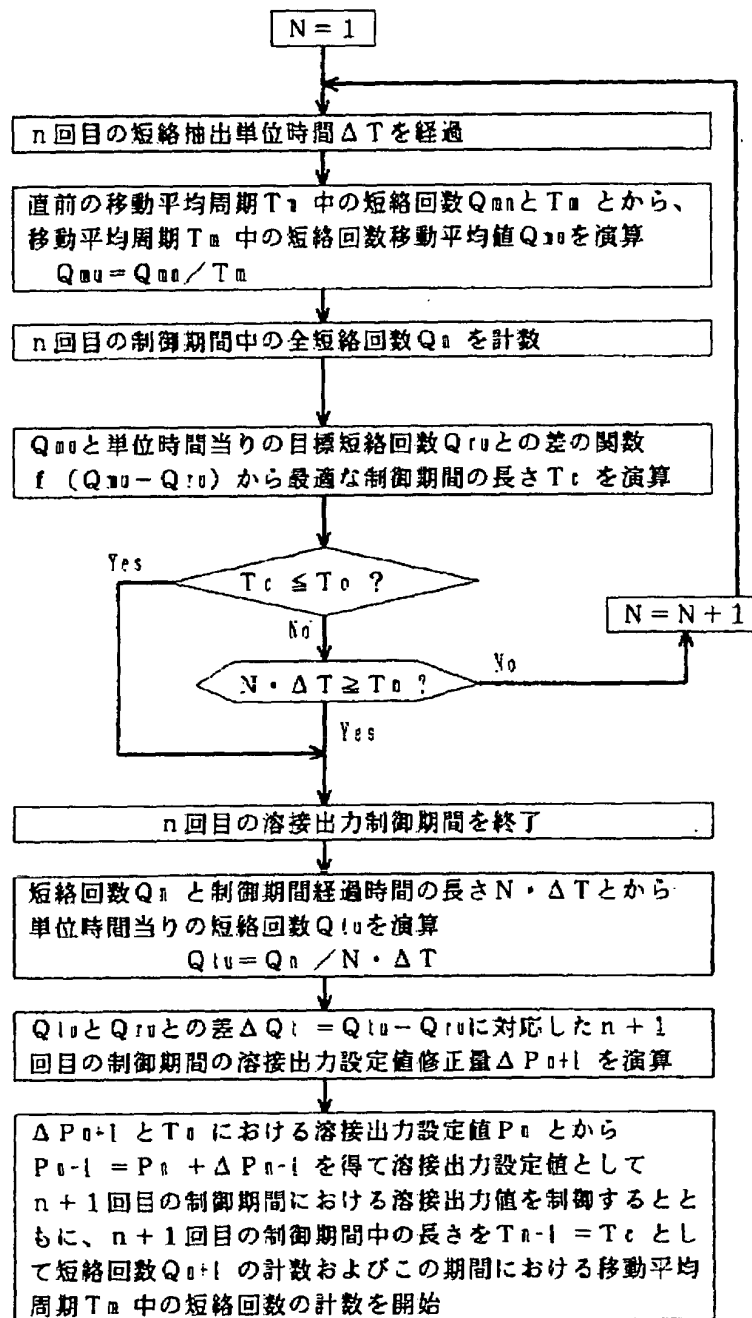 N=1
n回目の短絡抽出単位時間ΔTを経過
直前の移動平均周期Tm 中の短絡回数QmnとTm とから、
移動平均周期Tm 中の短絡回数移動平均値Qmuを演算
Qmu=Qmn/Tm
n回目の制御期間中の全短絡回数Qn を計数
Qmuと単位時間当りの目標短絡回数Qruとの差の関数
f (Qmu-Qru)から最適な制御期間の長さTc を演算
Yes
Tc ≦Tn ?
No
N=N+1
N・ΔT≧Tn ?
No
Yes
n回目の溶接出力制御期間を終了
短絡回数Qn と制御期間経過時間の長さN・ΔTとから
単位時間当りの短絡回数Qtuを演算
Qtu=Qn /N・ΔT
QtuとQruとの差ΔQt =Qtu-Qruに対応したn+1
回目の制御期間の溶接出力設定値修正量ΔPn+1 を演算
ΔPn+1 とTn における溶接出力設定値Pn とから
Pn+1 =Pn +ΔPn+1 を得て溶接出力設定値として
n+1回目の制御期間における溶接出力値を制御するとと
もに、n+1回目の制御期間中の長さをTn+1 =Tc とし
て短絡回数Qn+1 の計数およびこの期間における移動平均
周期Tm 中の短絡回数の計数を開始